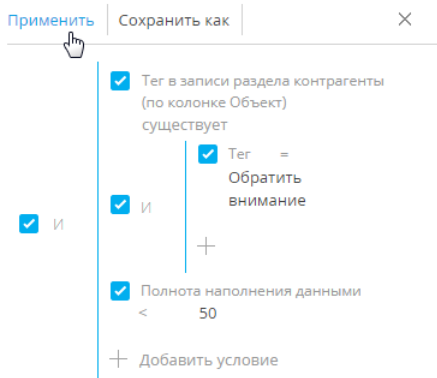 Применить Сохранить как
Тег в записи раздела контрагенты
(по колонке Объект)
существует
Тег =
Обратить
внимание
И
И
Полнота наполнения данными
< 50
Добавить условие